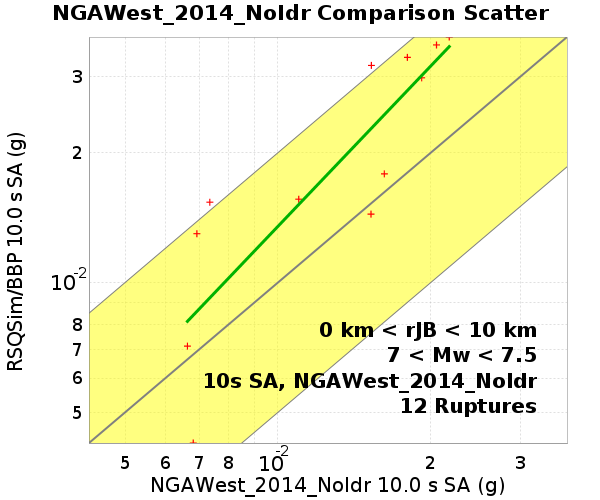 NGAWest_2014_NoIdr Comparison Scatter
RSQSim/BBP 10.0 s SA (g)
3
2
10-2
8
7
6
5
0 km < rJB < 10 km
7 < Mw < 7.5
10s SA, NGAWest_2014_NoIdr
12 Ruptures
5 6 7 8 10-2 2 3
NGAWest_2014_NoIdr 10.0 s SA (g)